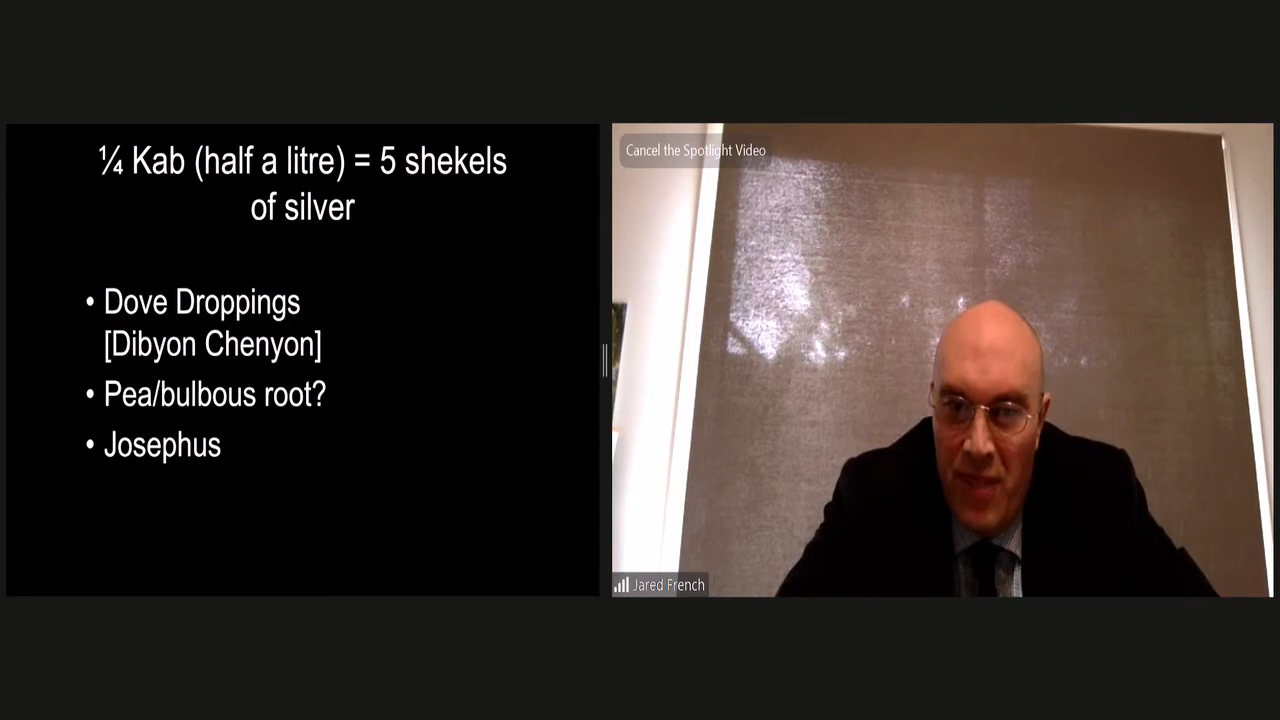 ¼ Kab (half a litre) = 5 shekels
of silver
• Dove Droppings
[Dibyon Chenyon]
• Pea/bulbous root?
• Josephus
Cancel the Spotlight Video
Jared French